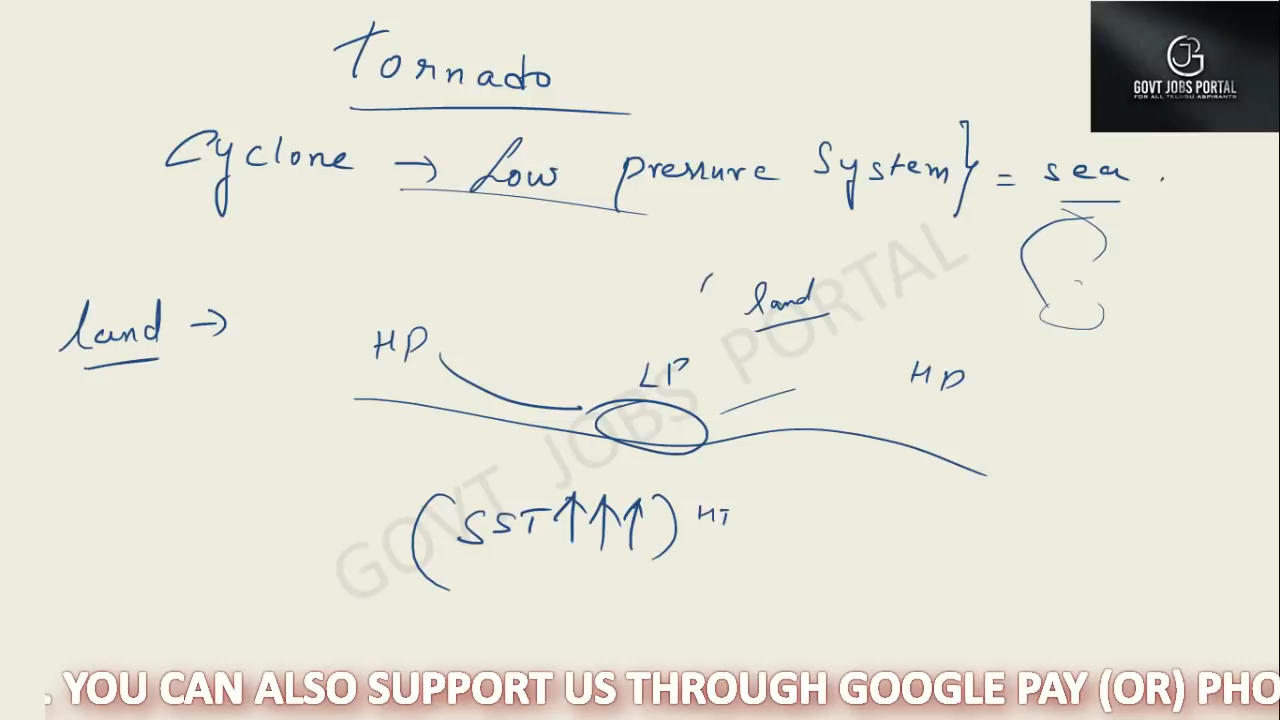 Tornado
GOVT JOBS PORTAL
FOR ALL TELUGU ASPIRANTS
Cyclone → Low pressure System} = sea
land →
land
HP
LP
HP
(SST↑↑↑) HT
GOVT JOBS PORTAL
. YOU CAN ALSO SUPPORT US THROUGH GOOGLE PAY (OR) PHO